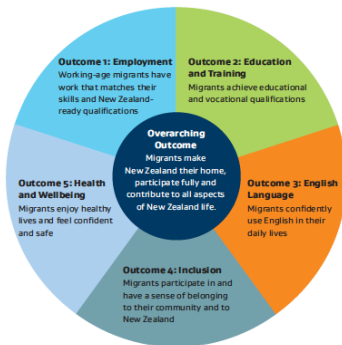 Outcome 1: Employment
Working-age migrants have
work that matches their
skills and New Zealand–
ready qualifications
Outcome 2: Education
and Training
Migrants achieve educational
and vocational qualifications
Overarching
Outcome
Migrants make
New Zealand their home,
participate fully and
contribute to all aspects
of New Zealand life.
Outcome 3: English
Language
Migrants confidently
use English in their
daily lives
Outcome 4: Inclusion
Migrants participate in and
have a sense of belonging
to their community and to
New Zealand
Outcome 5: Health
and Wellbeing
Migrants enjoy healthy
lives and feel confident
and safe